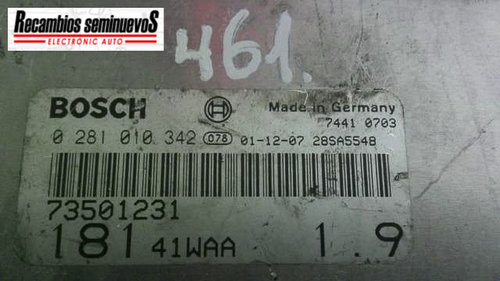 Recambios seminuevos
ELECTRONIC AUTO
461.
BOSCH
Made in Germany
7441 0703
0 281 010 342 078 01-12-07 28SA5548
73501231
181 41WAA 1.9